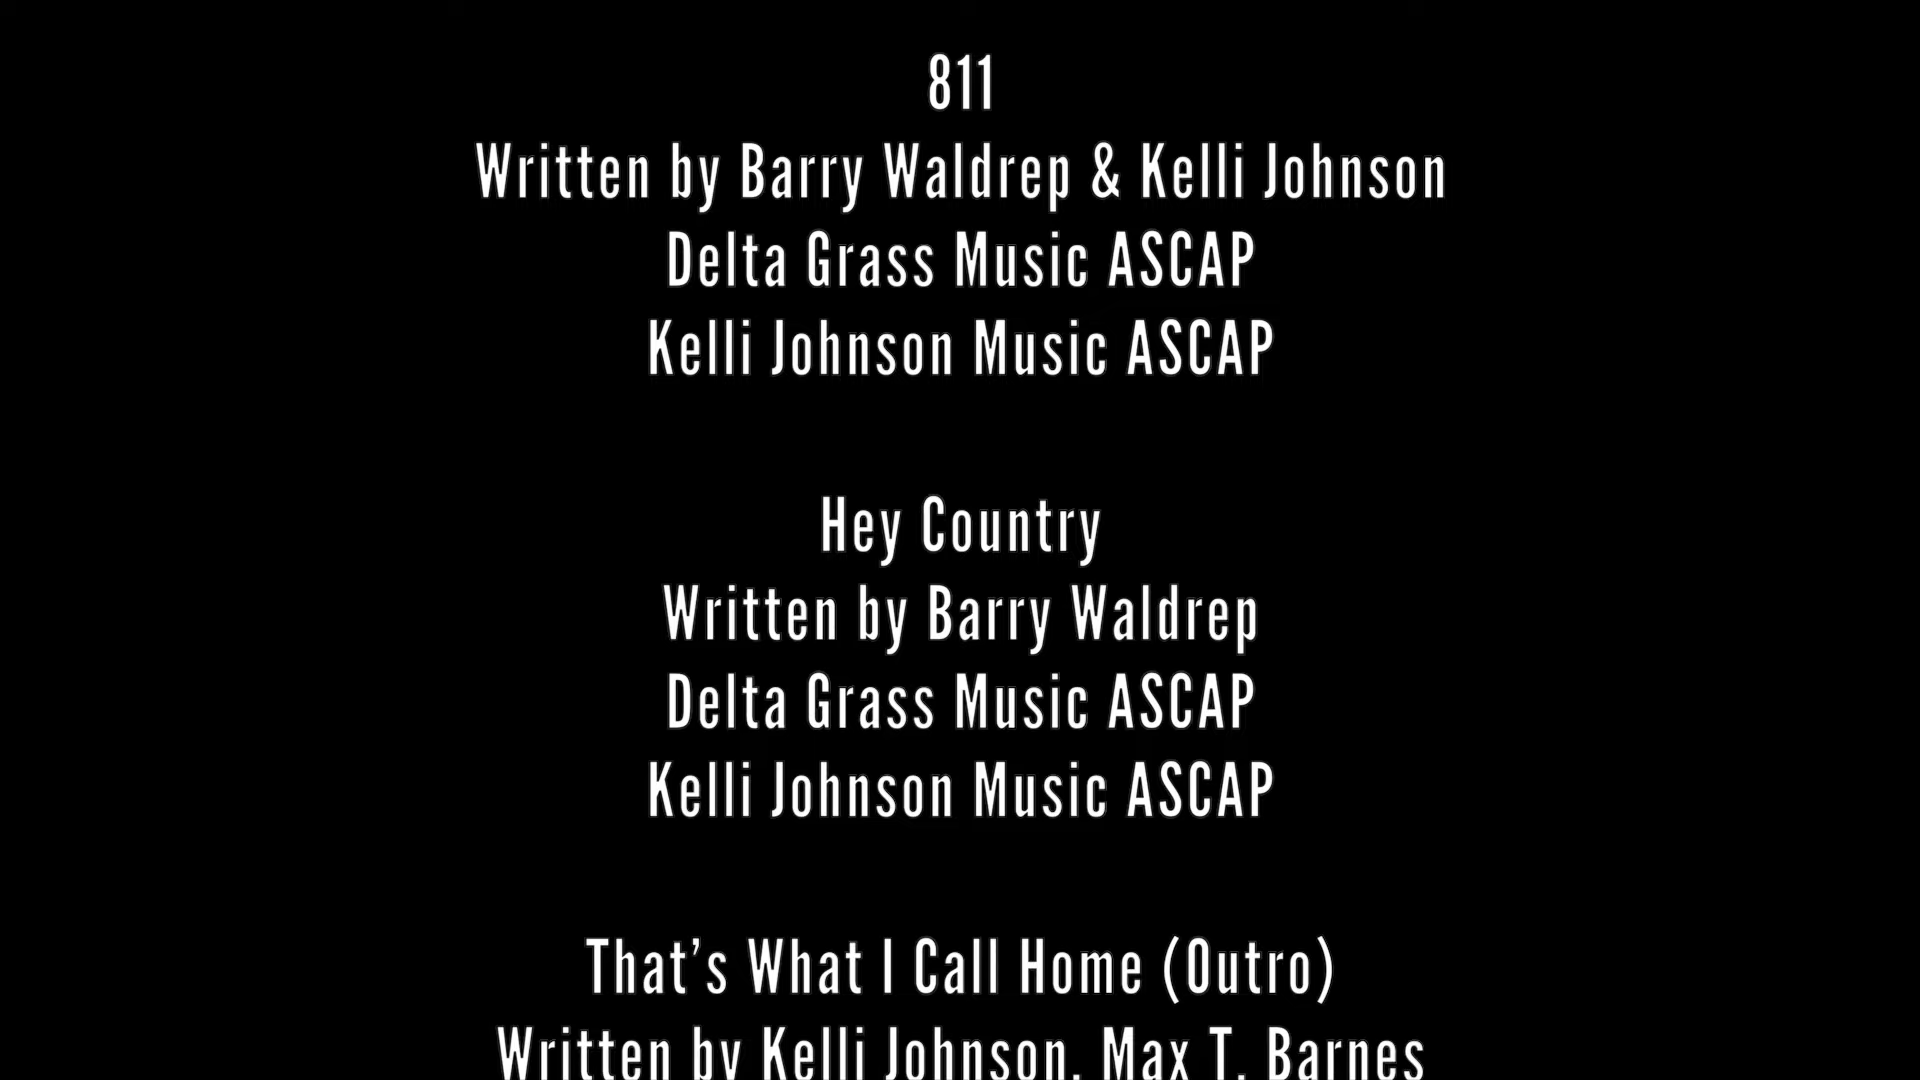 811
Written by Barry Waldrep & Kelli Johnson
Delta Grass Music ASCAP
Kelli Johnson Music ASCAP
Hey Country
Written by Barry Waldrep
Delta Grass Music ASCAP
Kelli Johnson Music ASCAP
That’s What I Call Home (Outro)
Written by Kelli Johnson, Max T. Barnes